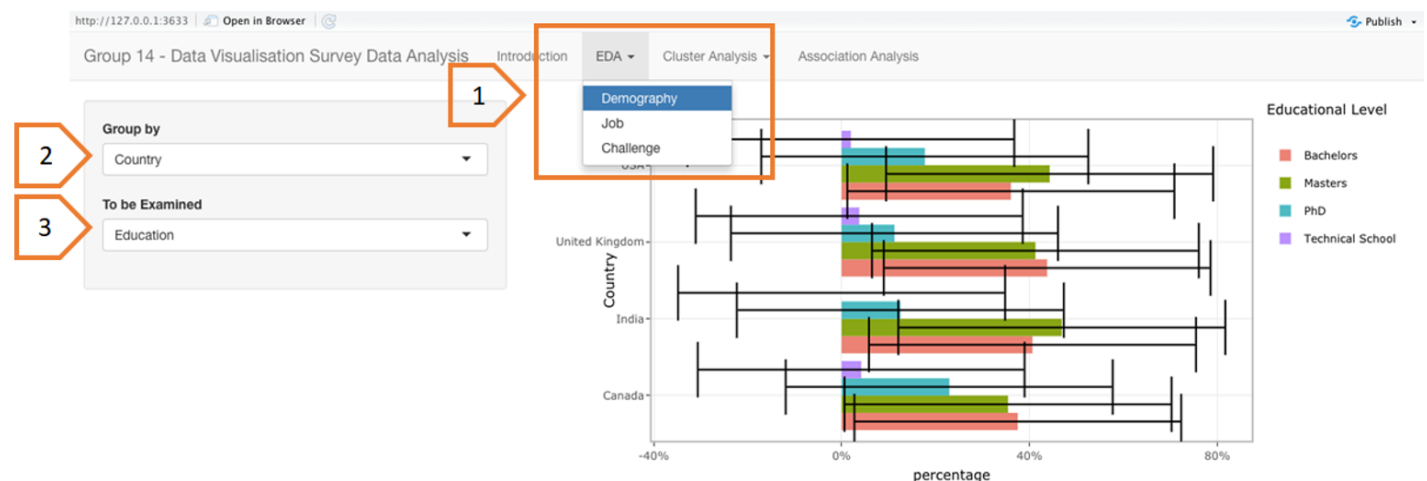 http://127.0.0.1:3633 Open in Browser Publish
Group 14 - Data Visualisation Survey Data Analysis Introduction EDA Cluster Analysis Association Analysis
1
Demography
Job
Challenge
2
Group by
Country
3
To be Examined
Education
USA
United Kingdom
India
Canada
Country
-40% 0% 40% 80%
percentage
Educational Level
Bachelors
Masters
PhD
Technical School